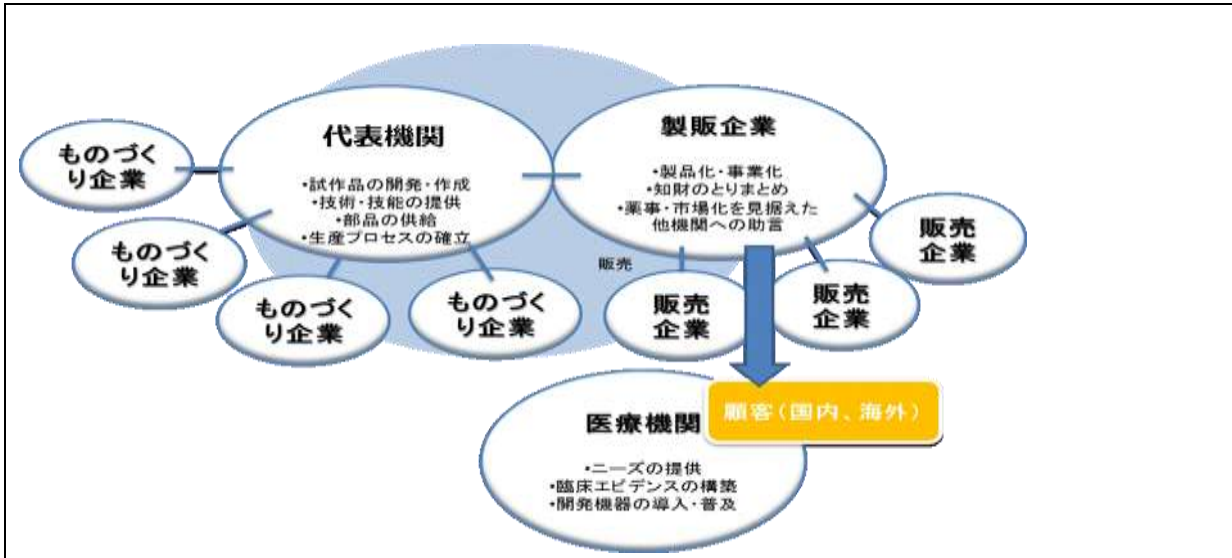 代表機関
・試作品の開発・作成
・技術・技能の提供
・部品の供給
・生産プロセスの確立
製販企業
・製品化・事業化
・知財のとりまとめ
・薬事・市場化を見据えた
他機関への助言
ものづく
り企業
ものづく
り企業
ものづく
り企業
ものづく
り企業
販売
販売
企業
販売
企業
販売
企業
顧客(国内、海外)
医療機関
・ニーズの提供
・臨床エビデンスの構築
・開発機器の導入・普及